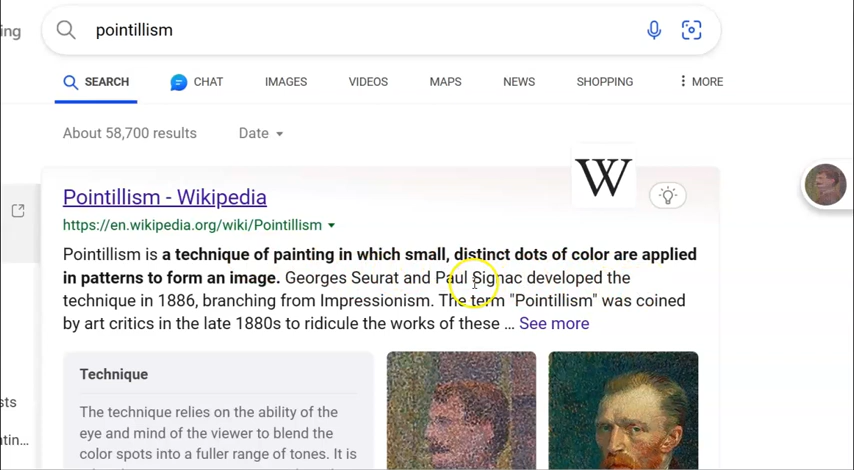 ing
pointillism
SEARCH CHAT IMAGES VIDEOS MAPS NEWS SHOPPING MORE
About 58,700 results Date
W
Pointillism - Wikipedia
https://en.wikipedia.org/wiki/Pointillism
Pointillism is a technique of painting in which small, distinct dots of color are applied
in patterns to form an image. Georges Seurat and Paul Signac developed the
technique in 1886, branching from Impressionism. The term "Pointillism" was coined
by art critics in the late 1880s to ridicule the works of these ... See more
Technique
The technique relies on the ability of the
eye and mind of the viewer to blend the
color spots into a fuller range of tones. It is
sts
atin...